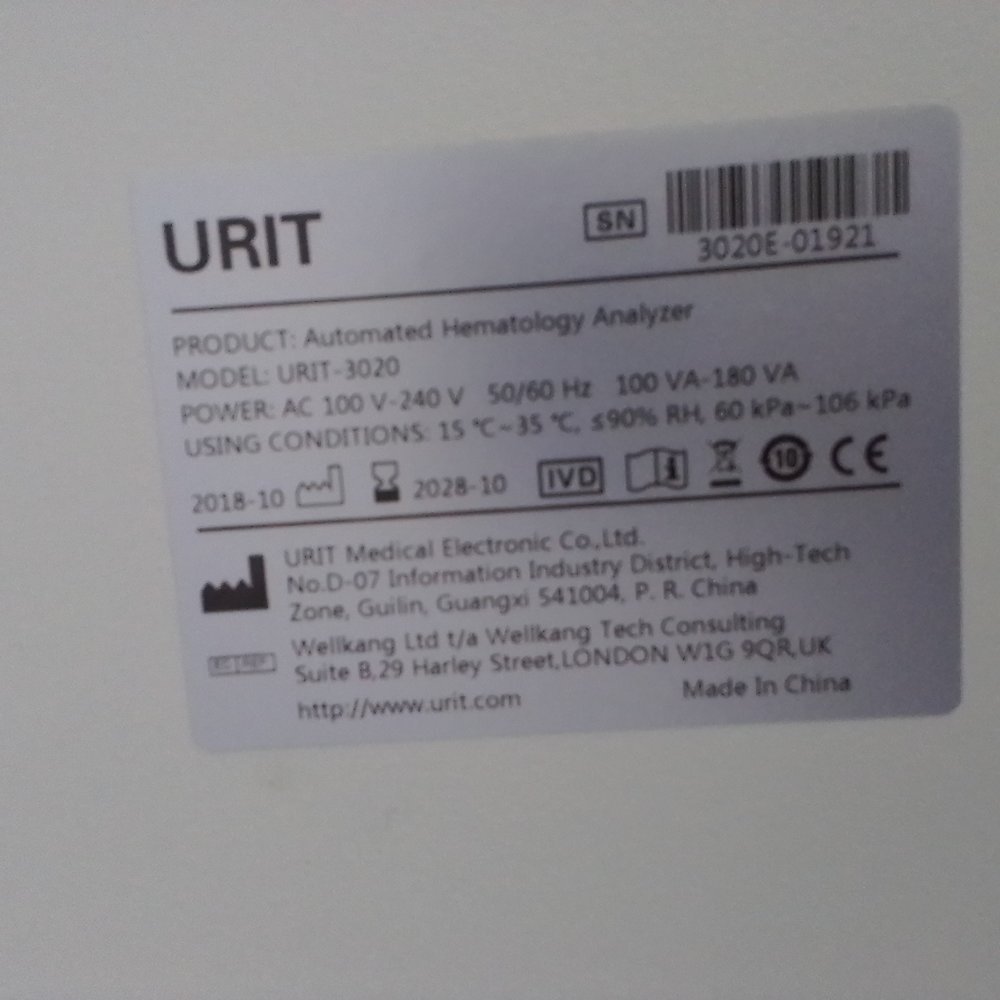 URIT
SN
3020E-01921
PRODUCT: Automated Hematology Analyzer
MODEL: URIT-3020
POWER: AC 100 V-240 V 50/60 Hz 100 VA-180 VA
USING CONDITIONS: 15 ℃~35 ℃, ≤90% RH, 60 kPa~106 kPa
2018-10 2028-10 IVD i 10 CE
URIT Medical Electronic Co.,Ltd.
No.D-07 Information Industry District, High-Tech
Zone, Guilin, Guangxi 541004, P. R. China
EC REP
Wellkang Ltd t/a Wellkang Tech Consulting
Suite B,29 Harley Street,LONDON W1G 9QR,UK
http://www.urit.com Made In China